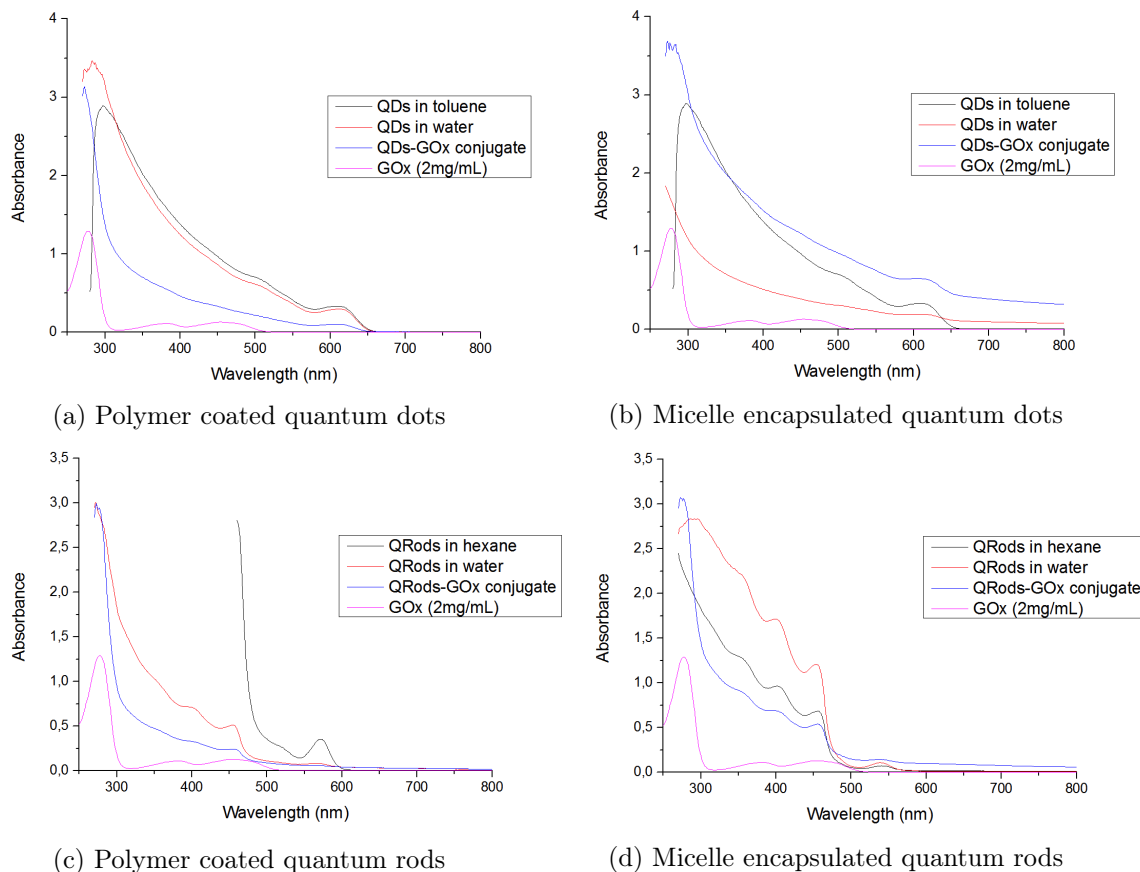 4
3
2
1
0
Absorbance
300 400 500 600 700 800
Wavelength (nm)
QDs in toluene
QDs in water
QDs-GOx conjugate
GOx (2mg/mL)
(a) Polymer coated quantum dots
4
3
2
1
0
Absorbance
300 400 500 600 700 800
Wavelength (nm)
QDs in toluene
QDs in water
QDs-GOx conjugate
GOx (2mg/mL)
(b) Micelle encapsulated quantum dots
3,5
3,0
2,5
2,0
1,5
1,0
0,5
0,0
Absorbance
300 400 500 600 700 800
Wavelength (nm)
QRods in hexane
QRods in water
QRods-GOx conjugate
GOx (2mg/mL)
(c) Polymer coated quantum rods
3,5
3,0
2,5
2,0
1,5
1,0
0,5
0,0
Absorbance
300 400 500 600 700 800
Wavelength (nm)
QRods in hexane
QRods in water
QRods-GOx conjugate
GOx (2mg/mL)
(d) Micelle encapsulated quantum rods